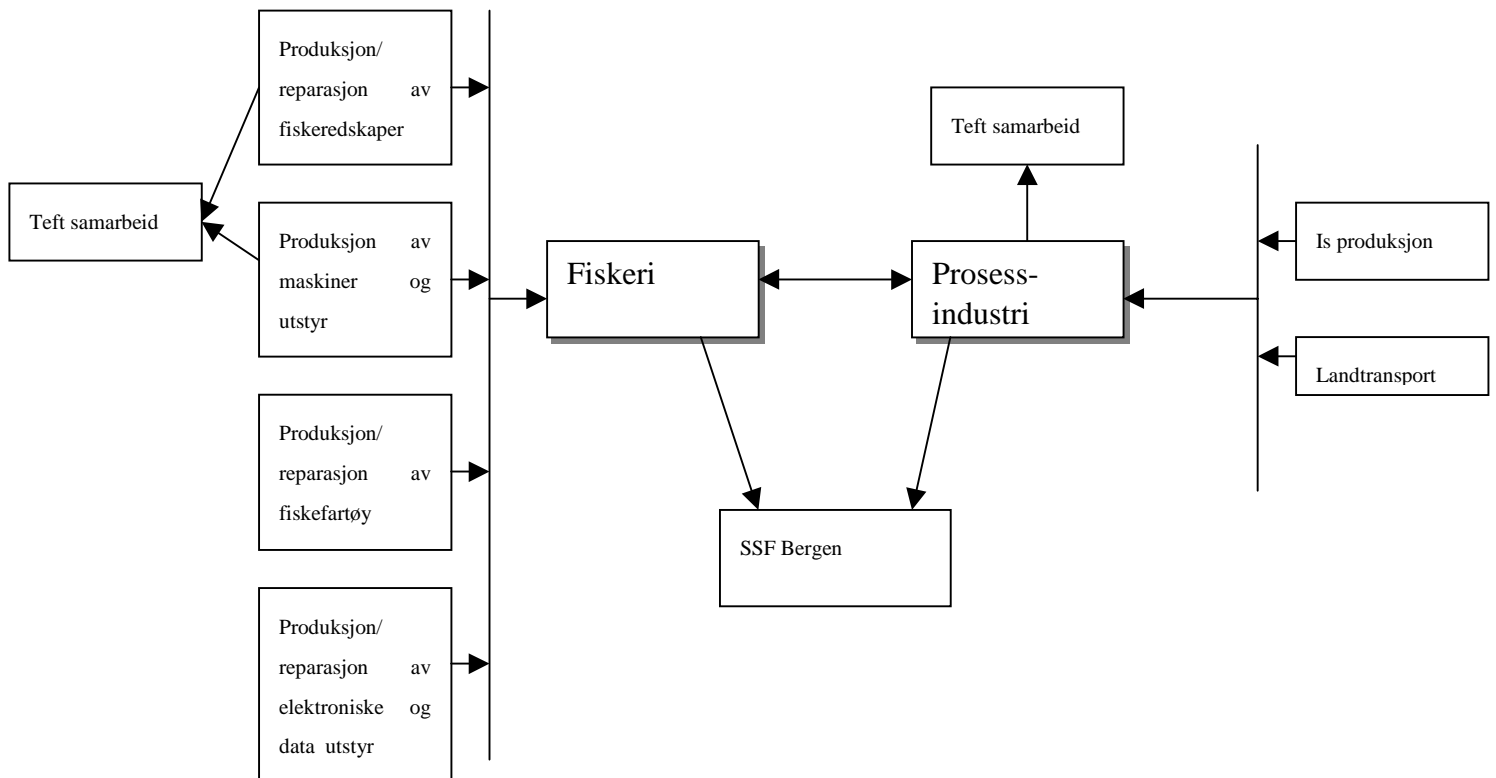 Produksjon/
reparasjon av
fiskeredskaper
Teft samarbeid
Teft samarbeid
Produksjon av
maskiner og
utstyr
Fiskeri
Prosess-
industri
Is produksjon
Landtransport
Produksjon/
reparasjon av
fiskefartøy
SSF Bergen
Produksjon/
reparasjon av
elektroniske og
data utstyr